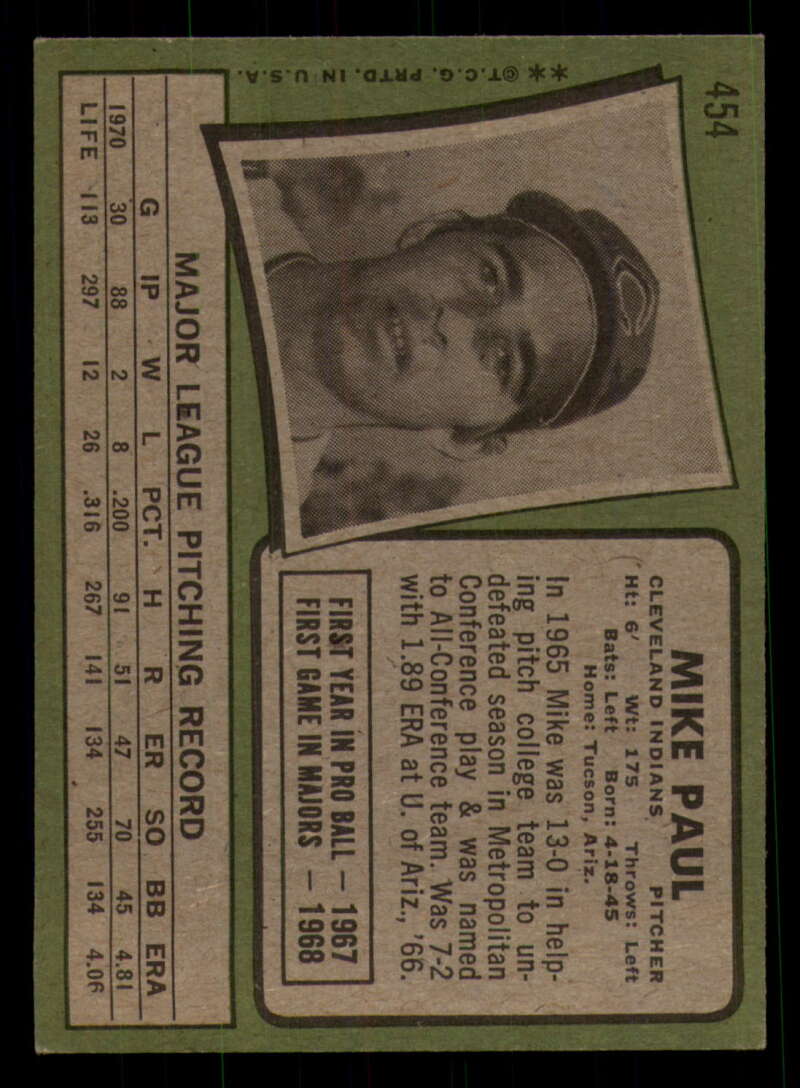 454
** ©T.C.G. PRTD. IN U.S.A.
C
MIKE PAUL
CLEVELAND INDIANS PITCHER
Ht: 6' Wt: 175 Throws: Left
Bats: Left Born: 4-18-45
Home: Tucson, Ariz.
In 1965 Mike was 13-0 in help-
ing pitch college team to un-
defeated season in Metropolitan
Conference play & was named
to All-Conference team. Was 7-2
with 1.89 ERA at U. of Ariz., '66.
FIRST YEAR IN PRO BALL — 1967
FIRST GAME IN MAJORS — 1968
MAJOR LEAGUE PITCHING RECORD
G IP W L PCT. H R ER SO BB ERA
1970 30 88 2 8 .200 91 51 47 70 45 4.81
LIFE 113 297 12 26 .316 267 141 134 255 134 4.06